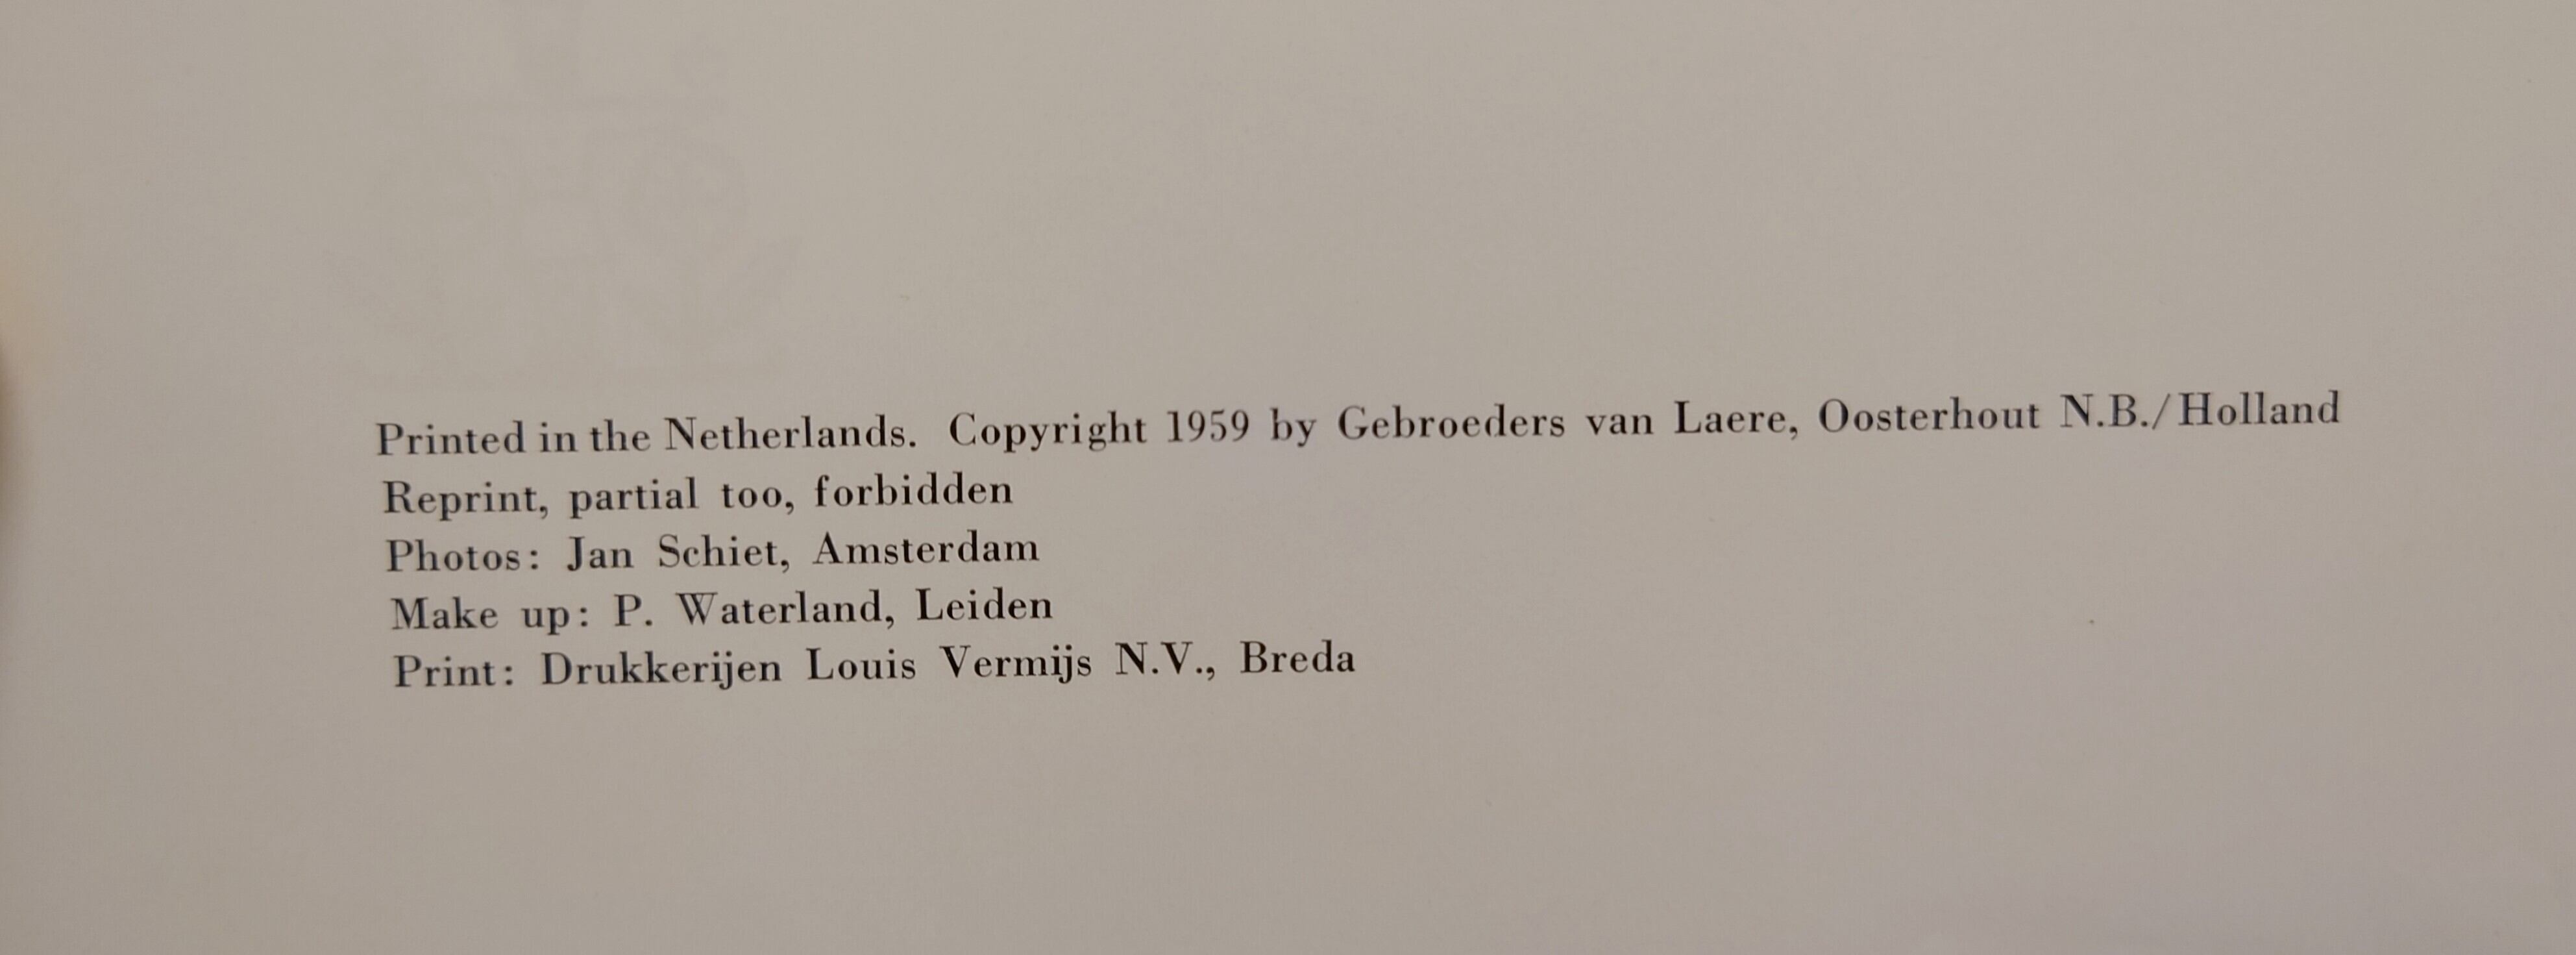 Printed in the Netherlands. Copyright 1959 by Gebroeders van Laere, Oosterhout N.B./Holland
Reprint, partial too, forbidden
Photos: Jan Schiet, Amsterdam
Make up: P. Waterland, Leiden
Print: Drukkerijen Louis Vermijs N.V., Breda